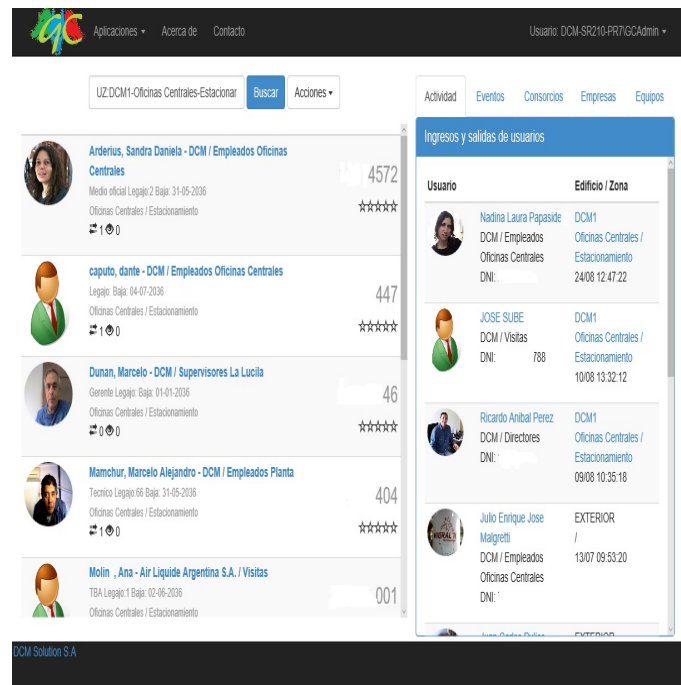 GC
Aplicaciones
Acerca de
Contacto
Usuario: DCM-SR210-PR7\GCAdmin
UZ:DCM1-Oficinas Centrales-Estacionar
Buscar
Acciones
Arderius, Sandra Daniela - DCM / Empleados Oficinas
Centrales
Medio oficial Legajo:2 Baja: 31-05-2036
Oficinas Centrales / Estacionamiento
1 0
4572
caputo, dante - DCM / Empleados Oficinas Centrales
Legajo: Baja: 04-07-2036
Oficinas Centrales / Estacionamiento
1 0
447
Dunan, Marcelo - DCM / Supervisores La Lucila
Gerente Legajo: Baja: 01-01-2036
Oficinas Centrales / Estacionamiento
0 0
46
Mamchur, Marcelo Alejandro - DCM / Empleados Planta
Tecnico Legajo:66 Baja: 31-05-2036
Oficinas Centrales / Estacionamiento
1 0
404
Molin , Ana - Air Liquide Argentina S.A. / Visitas
TBA Legajo:1 Baja: 02-06-2036
Oficinas Centrales / Estacionamiento
001
Actividad
Eventos
Consorcios
Empresas
Equipos
Ingresos y salidas de usuarios
Usuario
Edificio / Zona
Nadina Laura Papaside
DCM / Empleados
Oficinas Centrales
DNI:
DCM1
Oficinas Centrales /
Estacionamiento
24/08 12:47:22
JOSE SUBE
DCM / Visitas
DNI: 788
DCM1
Oficinas Centrales /
Estacionamiento
10/08 13:32:12
Ricardo Anibal Perez
DCM / Directores
DNI:
DCM1
Oficinas Centrales /
Estacionamiento
09/08 10:35:18
Julio Enrique Jose
Malgretti
DCM / Empleados
Oficinas Centrales
DNI:
EXTERIOR
/
13/07 09:53:20
EXTERIOR
DCM Solution S.A